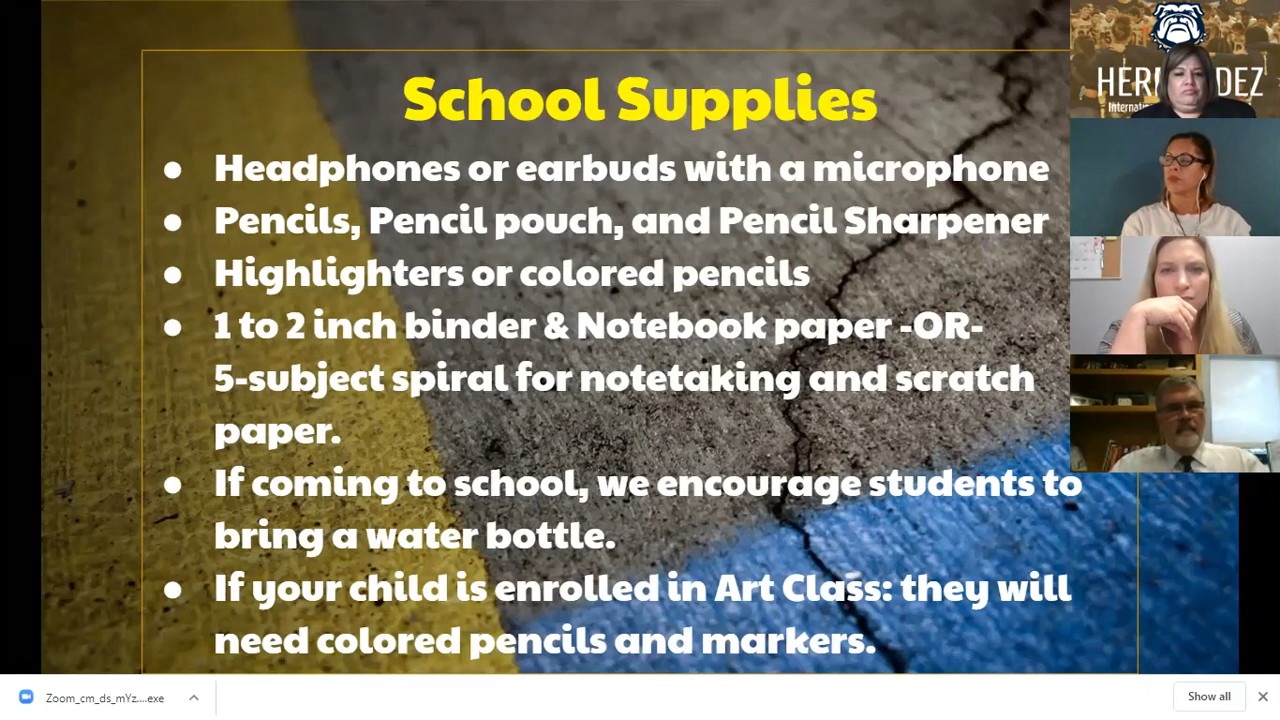 School Supplies
● Headphones or earbuds with a microphone
● Pencils, Pencil pouch, and Pencil Sharpener
● Highlighters or colored pencils
● 1 to 2 inch binder & Notebook paper -OR-
5-subject spiral for notetaking and scratch
paper.
● If coming to school, we encourage students to
bring a water bottle.
● If your child is enrolled in Art Class: they will
need colored pencils and markers.
Zoom_cm_ds_mYz....exe
Show all